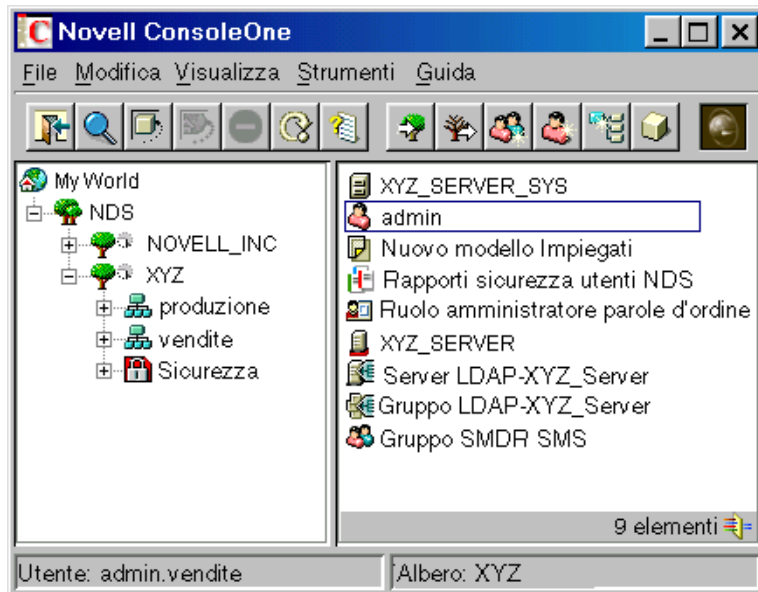 Novell ConsoleOne
File Modifica Visualizza Strumenti Guida
My World
NDS
NOVELL_INC
XYZ
produzione
vendite
Sicurezza
XYZ_SERVER_SYS
admin
Nuovo modello Impiegati
Rapporti sicurezza utenti NDS
Ruolo amministratore parole d'ordine
XYZ_SERVER
Server LDAP-XYZ_Server
Gruppo LDAP-XYZ_Server
Gruppo SMDR SMS
9 elementi
Utente: admin.vendite
Albero: XYZ